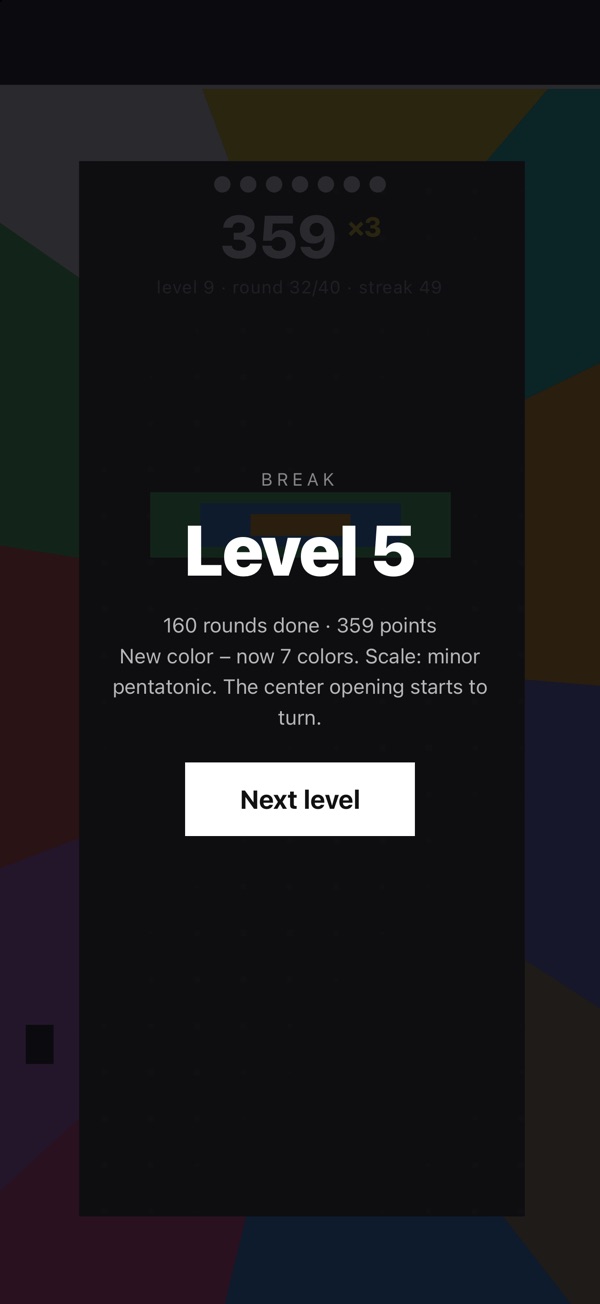 359 ×3
level 9 · round 32/40 · streak 49
BREAK
Level 5
160 rounds done · 359 points
New color – now 7 colors. Scale: minor
pentatonic. The center opening starts to
turn.
Next level